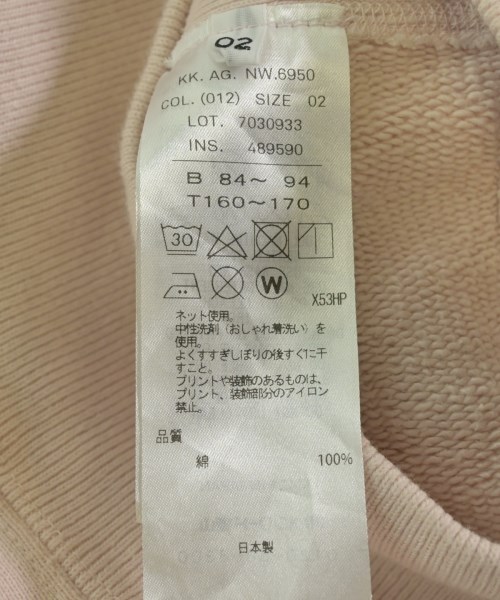 02
KK. AG. NW.6950
COL. (012) SIZE 02
LOT. 7030933
INS. 489590
B 84～ 94
T160～170
30
W
X53HP
ネット使用。
中性洗剤（おしゃれ着洗い）を
使用。
よくすすぎしぼりの後すぐに干
すこと。
プリントや装飾のあるものは、
プリント、装飾部分のアイロン
禁止。
品質
綿 100%
日本製